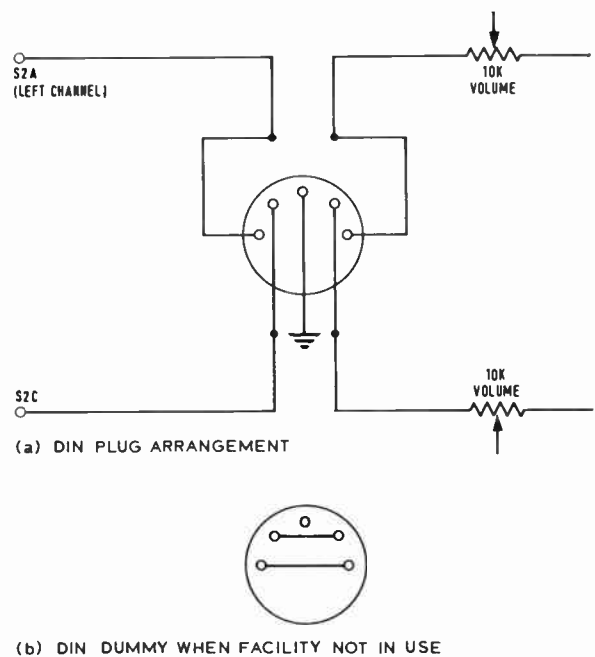 S2A
(LEFT CHANNEL)
10K
VOLUME
S2C
10K
VOLUME
(a) DIN PLUG ARRANGEMENT
(b) DIN DUMMY WHEN FACILITY NOT IN USE